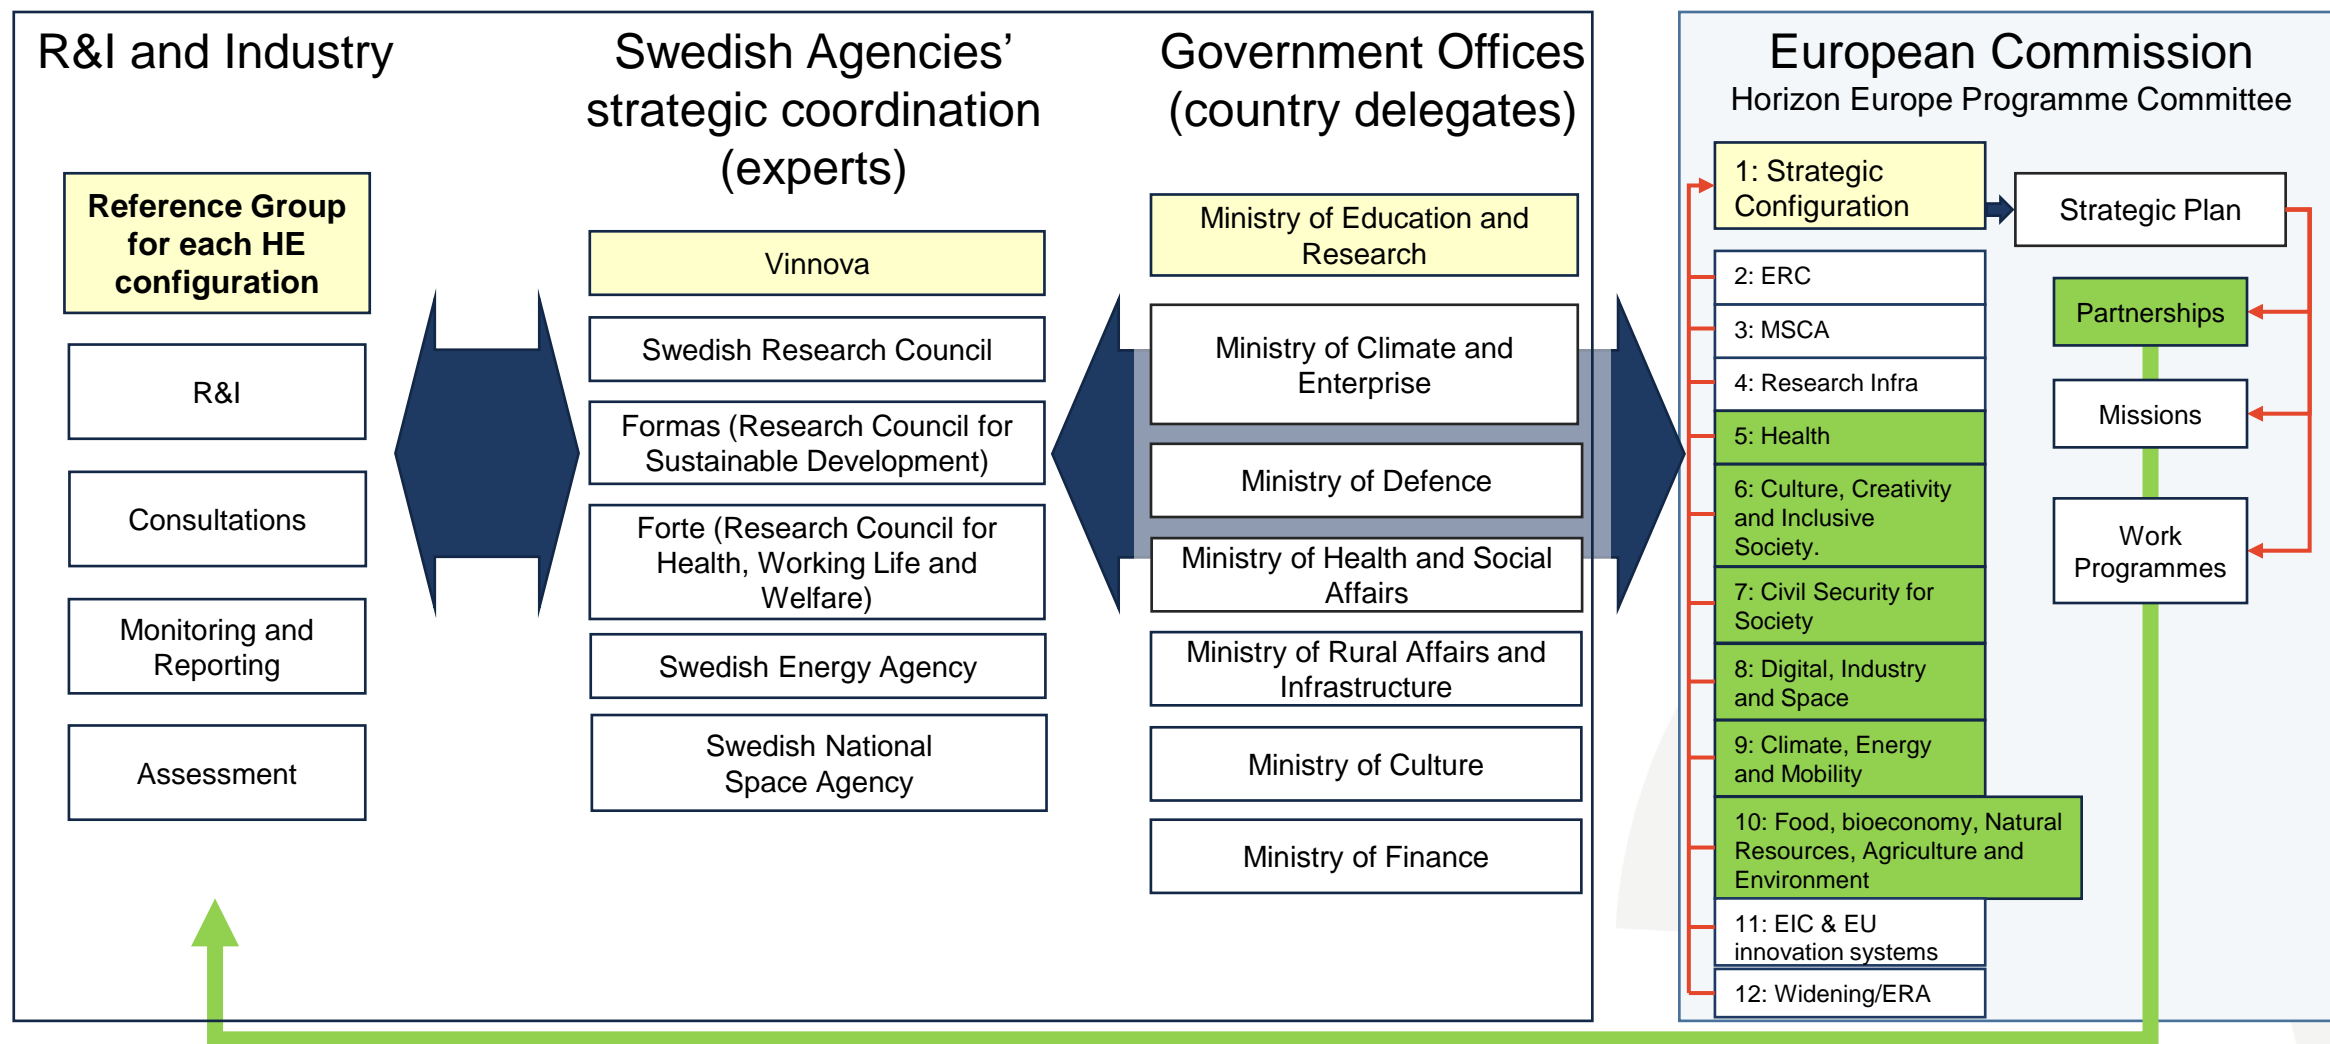 R&I and Industry
Reference Group
for each HE
configuration
R&I
Consultations
Monitoring and
Reporting
Assessment
Swedish Agencies’
strategic coordination
(experts)
Vinnova
Swedish Research Council
Formas (Research Council for
Sustainable Development)
Forte (Research Council for
Health, Working Life and
Welfare)
Swedish Energy Agency
Swedish National
Space Agency
Government Offices
(country delegates)
Ministry of Education and
Research
Ministry of Climate and
Enterprise
Ministry of Defence
Ministry of Health and Social
Affairs
Ministry of Rural Affairs and
Infrastructure
Ministry of Culture
Ministry of Finance
European Commission
Horizon Europe Programme Committee
1: Strategic
Configuration
2: ERC
3: MSCA
4: Research Infra
5: Health
6: Culture, Creativity
and Inclusive
Society.
7: Civil Security for
Society
8: Digital, Industry
and Space
9: Climate, Energy
and Mobility
10: Food, bioeconomy, Natural
Resources, Agriculture and
Environment
11: EIC & EU
innovation systems
12: Widening/ERA
Strategic Plan
Partnerships
Missions
Work
Programmes